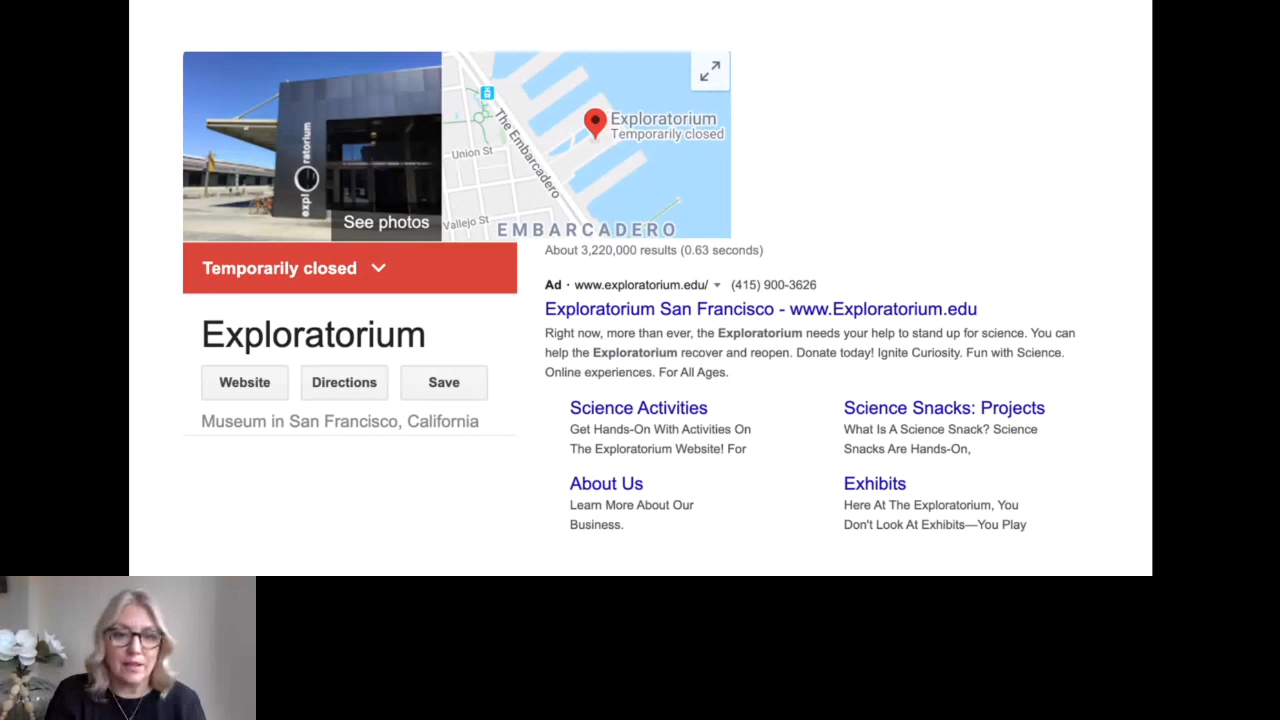 expl ratorium
See photos
Union St
Vallejo St
The Embarcadero
EMBARCADERO
Exploratorium
Temporarily closed
Temporarily closed
Exploratorium
Website
Directions
Save
Museum in San Francisco, California
About 3,220,000 results (0.63 seconds)
Ad · www.exploratorium.edu/ (415) 900-3626
Exploratorium San Francisco - www.Exploratorium.edu
Right now, more than ever, the Exploratorium needs your help to stand up for science. You can
help the Exploratorium recover and reopen. Donate today! Ignite Curiosity. Fun with Science.
Online experiences. For All Ages.
Science Activities
Get Hands-On With Activities On
The Exploratorium Website! For
Science Snacks: Projects
What Is A Science Snack? Science
Snacks Are Hands-On,
About Us
Learn More About Our
Business.
Exhibits
Here At The Exploratorium, You
Don't Look At Exhibits—You Play